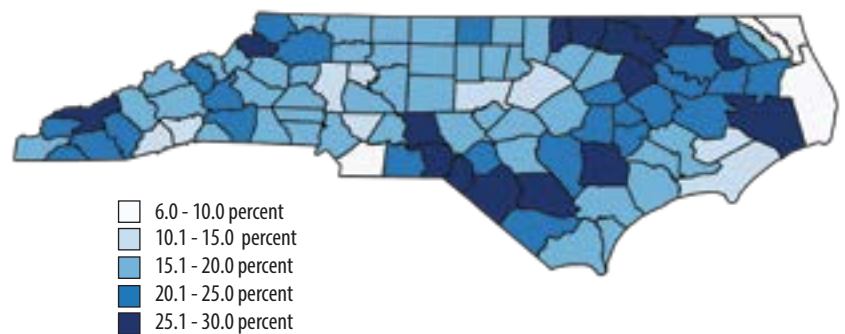 6.0 - 10.0 percent
10.1 - 15.0 percent
15.1 - 20.0 percent
20.1 - 25.0 percent
25.1 - 30.0 percent